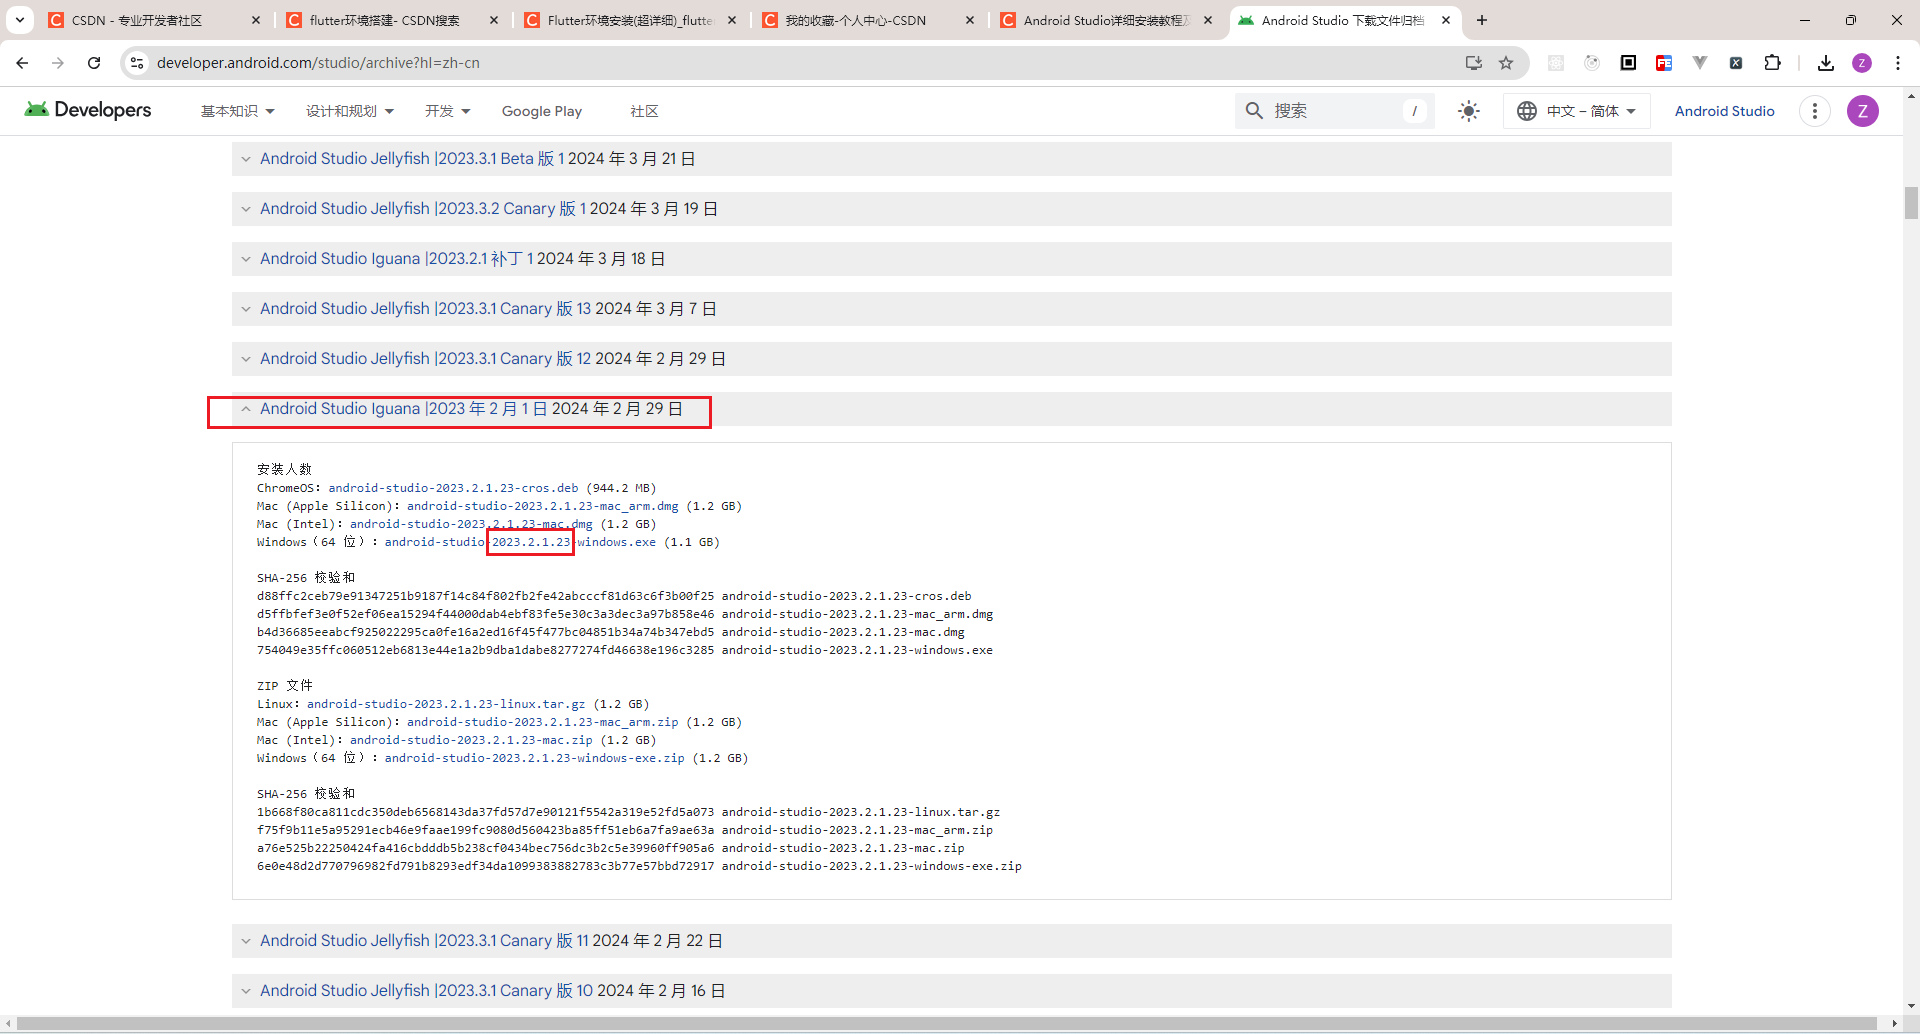 CSDN - 专业开发者社区
flutter环境搭建- CSDN搜索
Flutter环境安装(超详细)_flutte
我的收藏-个人中心-CSDN
Android Studio详细安装教程及
Android Studio 下载文件归档
developer.android.com/studio/archive?hl=zh-cn
FE
Z
Developers
基本知识
设计和规划
开发
Google Play
社区
搜索
/
中文 – 简体
Android Studio
Z
Android Studio Jellyfish |2023.3.1 Beta 版 1 2024 年 3 月 21 日
Android Studio Jellyfish |2023.3.2 Canary 版 1 2024 年 3 月 19 日
Android Studio Iguana |2023.2.1 补丁 1 2024 年 3 月 18 日
Android Studio Jellyfish |2023.3.1 Canary 版 13 2024 年 3 月 7 日
Android Studio Jellyfish |2023.3.1 Canary 版 12 2024 年 2 月 29 日
Android Studio Iguana |2023 年 2 月 1 日 2024 年 2 月 29 日
安装人数
ChromeOS: android-studio-2023.2.1.23-cros.deb (944.2 MB)
Mac (Apple Silicon): android-studio-2023.2.1.23-mac_arm.dmg (1.2 GB)
Mac (Intel): android-studio-2023.2.1.23-mac.dmg (1.2 GB)
Windows（64 位）: android-studio-2023.2.1.23-windows.exe (1.1 GB)
SHA-256 校验和
d88ffc2ceb79e91347251b9187f14c84f802fb2fe42abcccf81d63c6f3b00f25 android-studio-2023.2.1.23-cros.deb
d5ffbfef3e0f52ef06ea15294f44000dab4ebf83fe5e30c3a3dec3a97b858e46 android-studio-2023.2.1.23-mac_arm.dmg
b4d36685eeabcf925022295ca0fe16a2ed16f45f477bc04851b34a74b347ebd5 android-studio-2023.2.1.23-mac.dmg
754049e35ffc060512eb6813e44e1a2b9dba1dabe8277274fd46638e196c3285 android-studio-2023.2.1.23-windows.exe
ZIP 文件
Linux: android-studio-2023.2.1.23-linux.tar.gz (1.2 GB)
Mac (Apple Silicon): android-studio-2023.2.1.23-mac_arm.zip (1.2 GB)
Mac (Intel): android-studio-2023.2.1.23-mac.zip (1.2 GB)
Windows（64 位）: android-studio-2023.2.1.23-windows-exe.zip (1.2 GB)
SHA-256 校验和
1b668f80ca811cdc350deb6568143da37fd57d7e90121f5542a319e52fd5a073 android-studio-2023.2.1.23-linux.tar.gz
f75f9b11e5a95291ecb46e9faae199fc9080d560423ba85ff51eb6a7fa9ae63a android-studio-2023.2.1.23-mac_arm.zip
a76e525b22250424fa416cbdddb5b238cf0434bec756dc3b2c5e39960ff905a6 android-studio-2023.2.1.23-mac.zip
6e0e48d2d770796982fd791b8293edf34da1099383882783c3b77e57bbd72917 android-studio-2023.2.1.23-windows-exe.zip
Android Studio Jellyfish |2023.3.1 Canary 版 11 2024 年 2 月 22 日
Android Studio Jellyfish |2023.3.1 Canary 版 10 2024 年 2 月 16 日